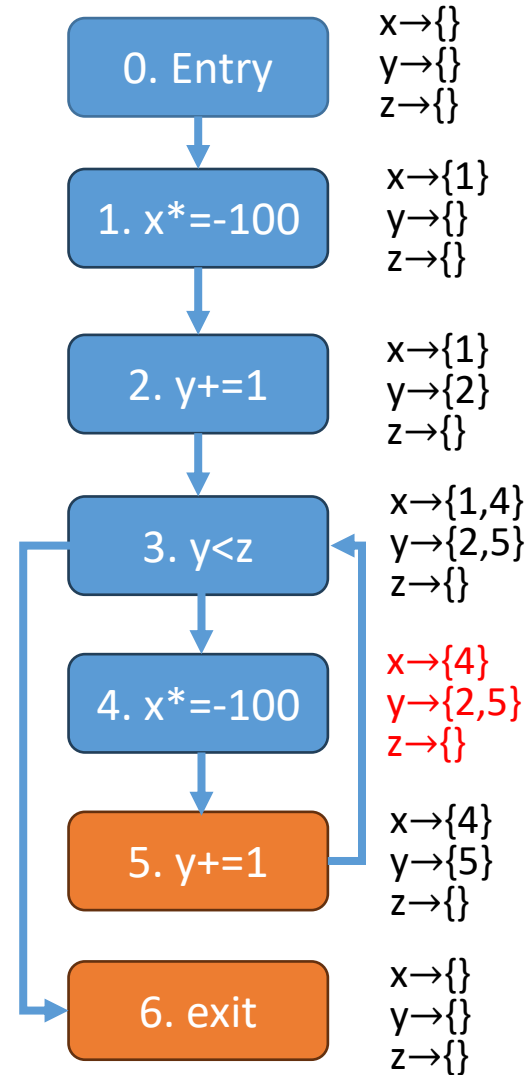 0. Entry
x→{}
y→{}
z→{}
1. x*=-100
x→{1}
y→{}
z→{}
2. y+=1
x→{1}
y→{2}
z→{}
3. y<z
x→{1,4}
y→{2,5}
z→{}
4. x*=-100
x→{4}
y→{2,5}
z→{}
5. y+=1
x→{4}
y→{5}
z→{}
6. exit
x→{}
y→{}
z→{}